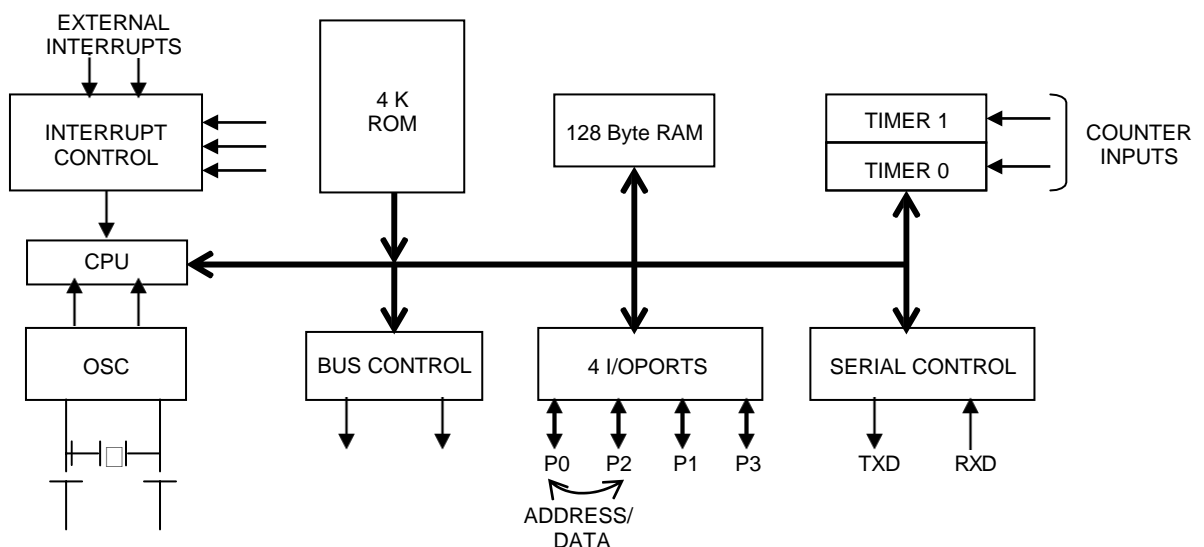 EXTERNAL
INTERRUPTS
INTERRUPT
CONTROL
4 K
ROM
128 Byte RAM
TIMER 1
TIMER 0
COUNTER
INPUTS
CPU
OSC
BUS CONTROL
4 I/OPORTS
SERIAL CONTROL
P0
P2
P1
P3
TXD
RXD
ADDRESS/
DATA